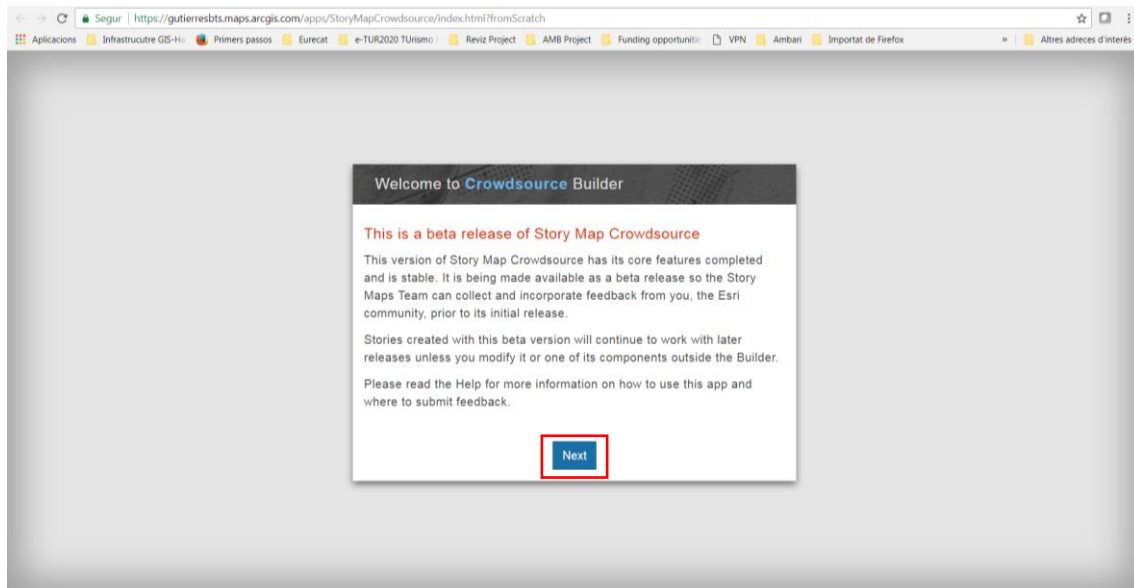 Segur | https://gutierresbts.maps.arcgis.com/apps/StoryMapCrowdsource/index.html?fromScratch
Aplicacions Infrastrucutre GIS-Ha Primers passos Eurecat e-TUR2020 TUrismo Reviz Project AMB Project Funding opportunitie VPN Ambari Importat de Firefox » Altres adreces d'interès
Welcome to Crowdsource Builder
This is a beta release of Story Map Crowdsource
This version of Story Map Crowdsource has its core features completed
and is stable. It is being made available as a beta release so the Story
Maps Team can collect and incorporate feedback from you, the Esri
community, prior to its initial release.
Stories created with this beta version will continue to work with later
releases unless you modify it or one of its components outside the Builder.
Please read the Help for more information on how to use this app and
where to submit feedback.
Next